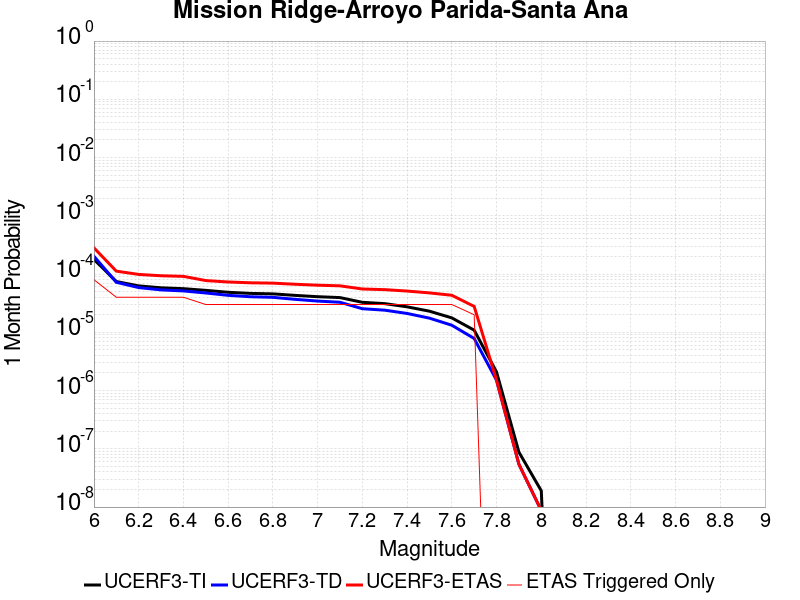 Mission Ridge-Arroyo Parida-Santa Ana
10^0
10^-1
10^-2
10^-3
10^-4
10^-5
10^-6
10^-7
10^-8
1 Month Probability
6 6.2 6.4 6.6 6.8 7 7.2 7.4 7.6 7.8 8 8.2 8.4 8.6 8.8 9
Magnitude
UCERF3-TI UCERF3-TD UCERF3-ETAS ETAS Triggered Only